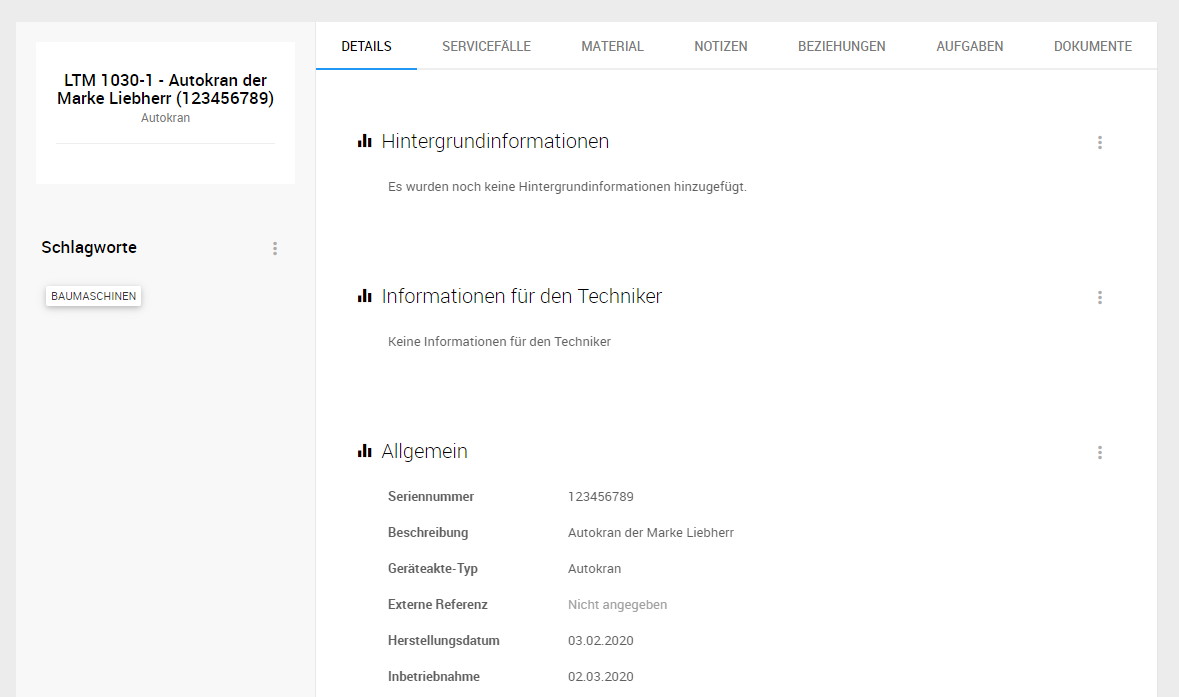 LTM 1030-1 - Autokran der
Marke Liebherr (123456789)
Autokran
Schlagworte
BAUMASCHINEN
DETAILS SERVICEFÄLLE MATERIAL NOTIZEN BEZIEHUNGEN AUFGABEN DOKUMENTE
Hintergrundinformationen
Es wurden noch keine Hintergrundinformationen hinzugefügt.
Informationen für den Techniker
Keine Informationen für den Techniker
Allgemein
Seriennummer 123456789
Beschreibung Autokran der Marke Liebherr
Geräteakte-Typ Autokran
Externe Referenz Nicht angegeben
Herstellungsdatum 03.02.2020
Inbetriebnahme 02.03.2020